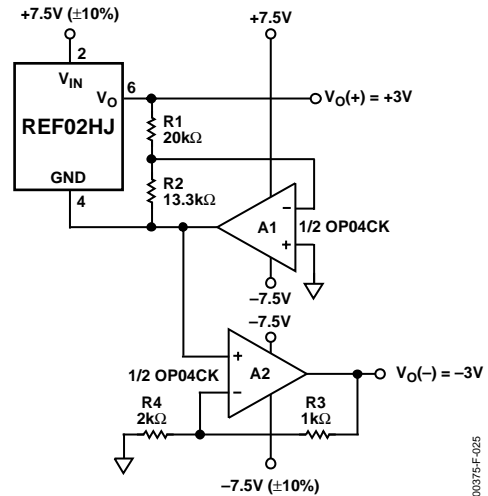 +7.5V (±10%)
+7.5V
2
VIN
VO
6
REF02HJ
GND
4
R1
20kΩ
R2
13.3kΩ
VO(+) = +3V
–
A1
+
1/2 OP04CK
–7.5V
–7.5V
+
A2
–
1/2 OP04CK
VO(–) = –3V
R4
2kΩ
R3
1kΩ
–7.5V (±10%)
00375-F-025